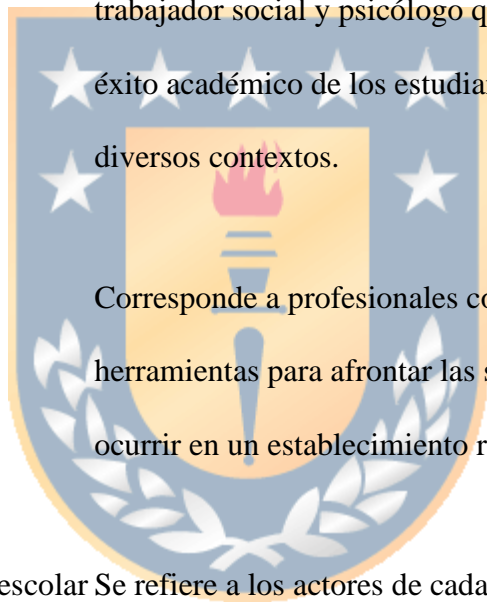 trabajador social y psicólogo q
éxito académico de los estudia
diversos contextos.
Corresponde a profesionales co
herramientas para afrontar las s
ocurrir en un establecimiento r
escolar Se refiere a los actores de cada